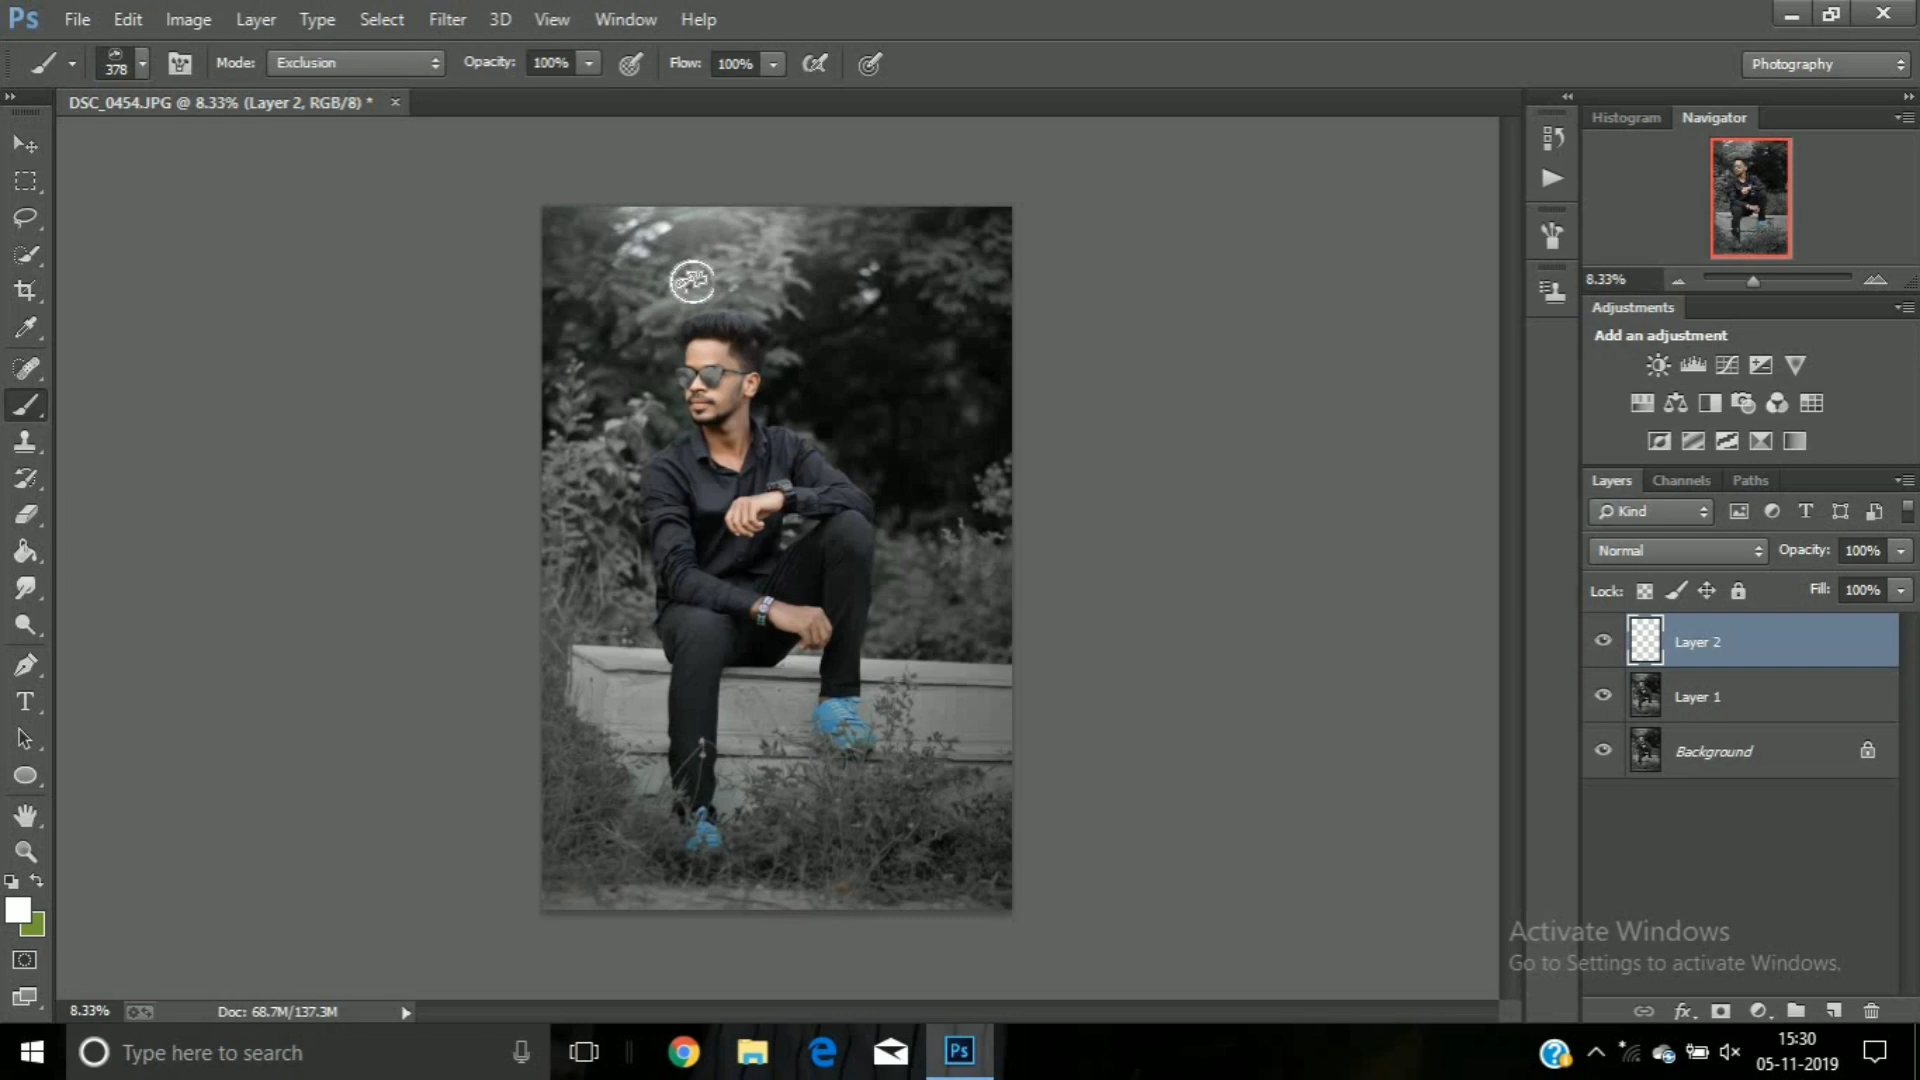 Ps File Edit Image Layer Type Select Filter 3D View Window Help
378 Mode: Exclusion Opacity: 100% Flow: 100% Photography
DSC_0454.JPG @ 8.33% (Layer 2, RGB/8) * ×
Histogram Navigator
8.33%
Adjustments
Add an adjustment
Layers Channels Paths
Kind
Normal Opacity: 100%
Lock: Fill: 100%
Layer 2
Layer 1
Background
Activate Windows
Go to Settings to activate Windows.
8.33% Doc: 68.7M/137.3M
Type here to search
Ps
15:30
05-11-2019